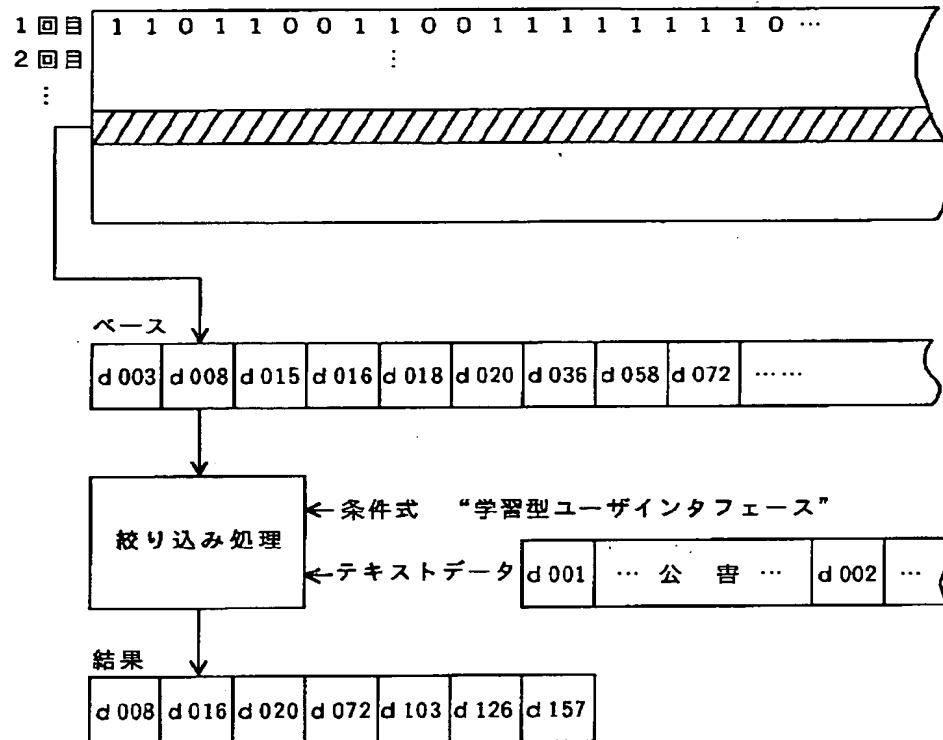 1回目 1 1 0 1 1 0 0 1 1 0 0 1 1 1 1 1 1 1 1 0 …
2回目 …
…
ベース
d003 d008 d015 d016 d018 d020 d036 d058 d072 ……
絞り込み処理
条件式 “学習型ユーザインタフェース”
テキストデータ d001 … 公害 … d002 …
結果
d008 d016 d020 d072 d103 d126 d157